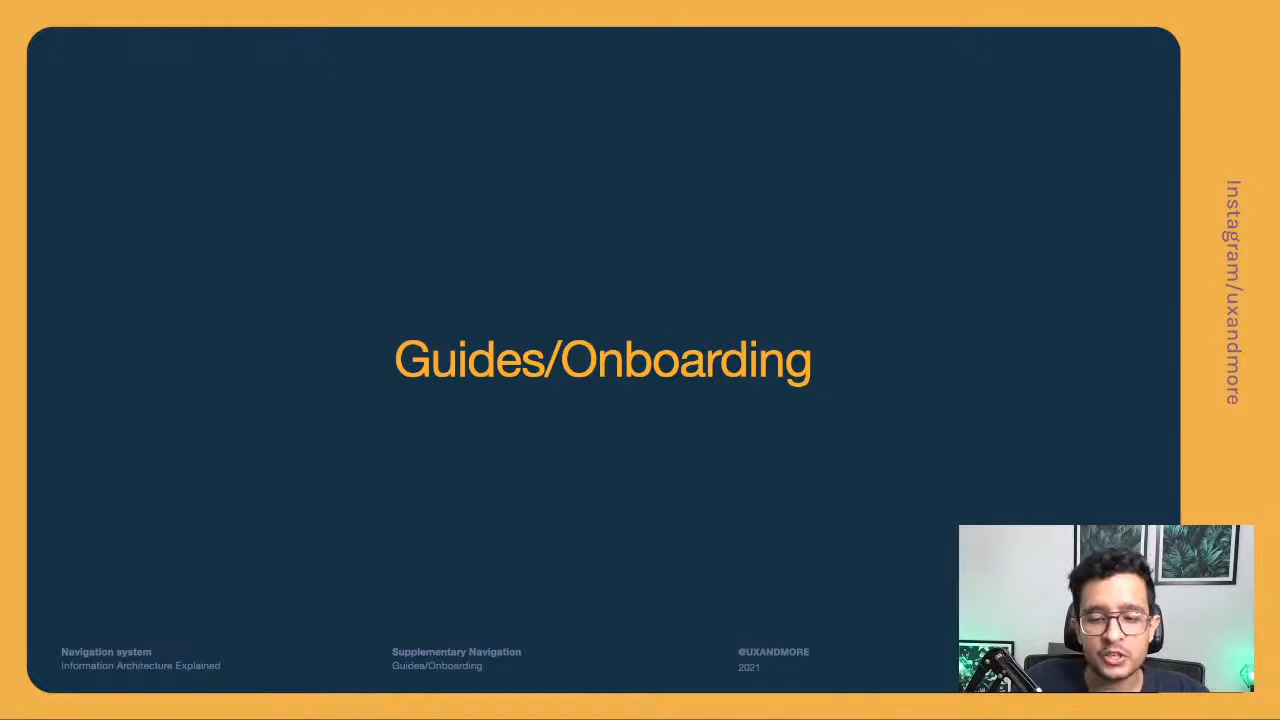 Guides/Onboarding
Instagram/uxandmore
Navigation system
Information Architecture Explained
Supplementary Navigation
Guides/Onboarding
@UXANDMORE
2021